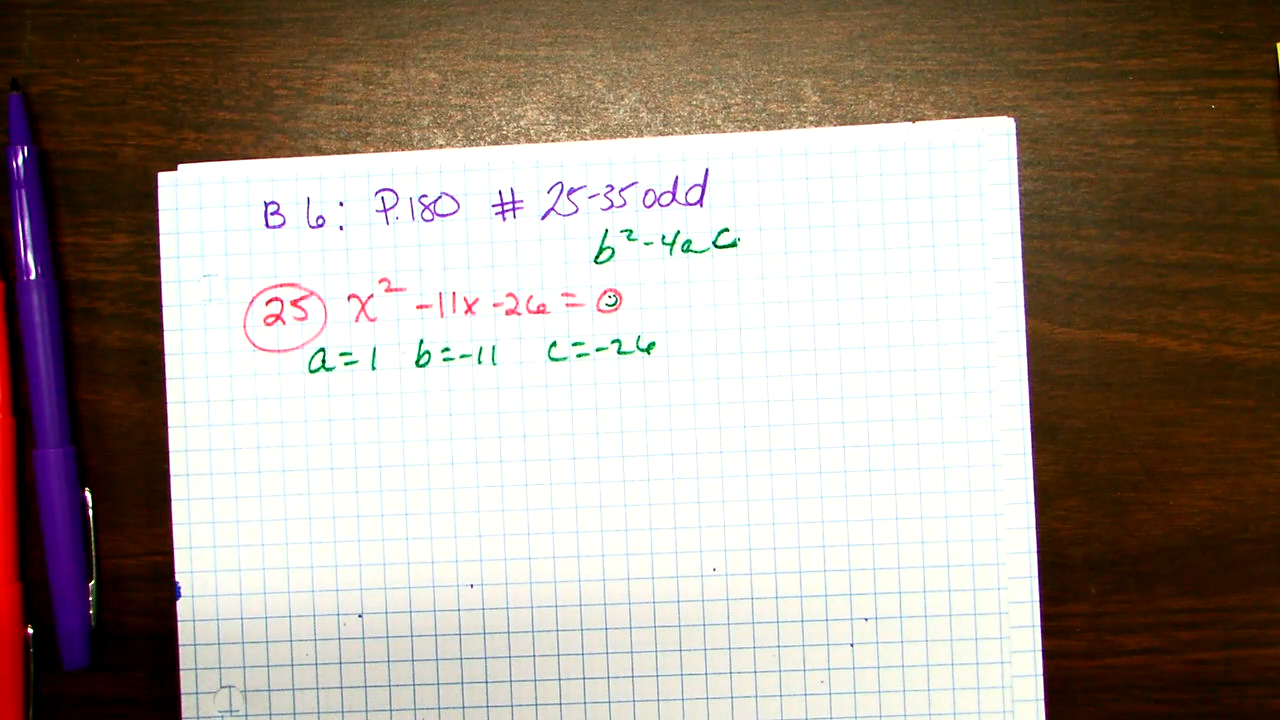 B 6: P.180 # 25-35 odd
b² - 4ac
25 x² - 11x - 26 = 0
a = 1 b = -11 c = -26